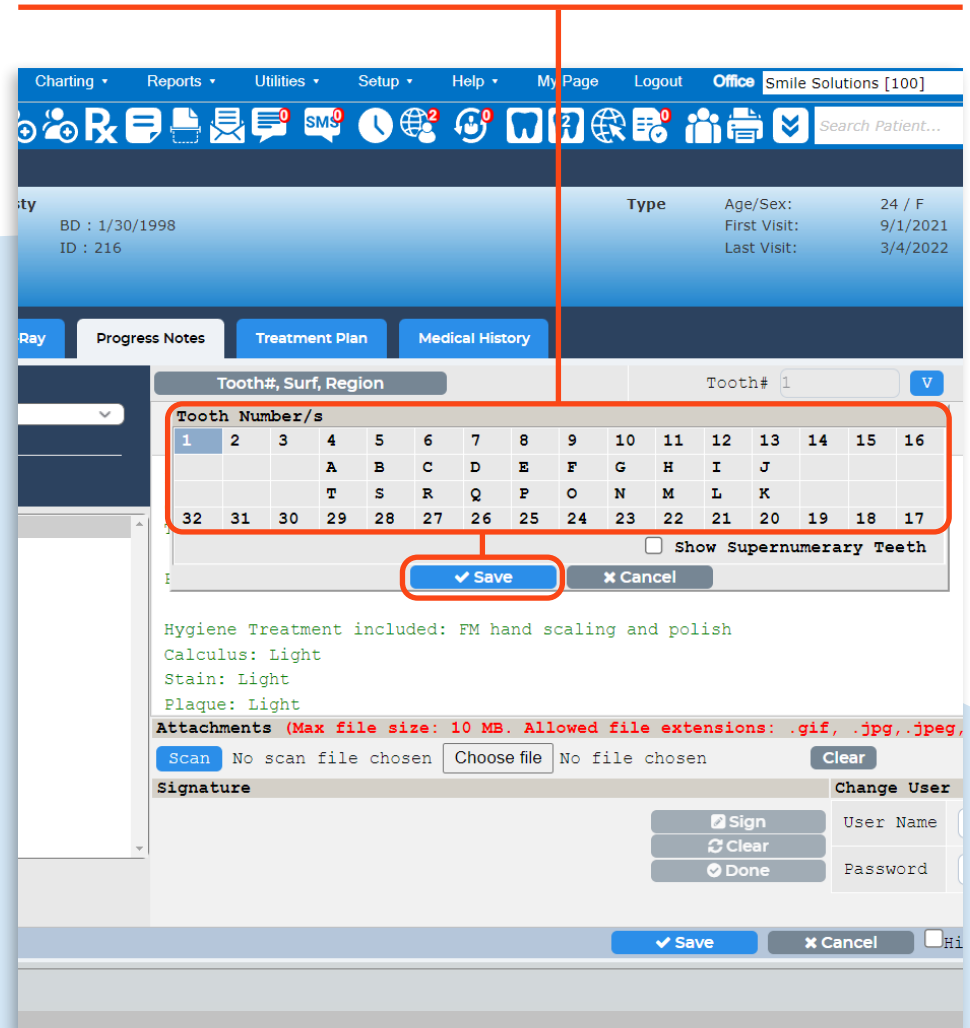 Charting Reports Utilities Setup Help My Page Logout Office Smile Solutions [100]
Rx 0 SMS 0 2 0 2 0 Search Patient...
sty Type Age/Sex: 24 / F
BD : 1/30/1998 First Visit: 9/1/2021
ID : 216 Last Visit: 3/4/2022
Ray Progress Notes Treatment Plan Medical History
Tooth#, Surf, Region Tooth# 1 V
Tooth Number/s
1 2 3 4 5 6 7 8 9 10 11 12 13 14 15 16
A B C D E F G H I J
T S R Q P O N M L K
32 31 30 29 28 27 26 25 24 23 22 21 20 19 18 17
Show Supernumerary Teeth
Save Cancel
Hygiene Treatment included: FM hand scaling and polish
Calculus: Light
Stain: Light
Plaque: Light
Attachments (Max file size: 10 MB. Allowed file extensions: .gif, .jpg,.jpeg,
Scan No scan file chosen Choose file No file chosen Clear
Signature Change User
Sign User Name
Clear
Done Password
Save Cancel Hi